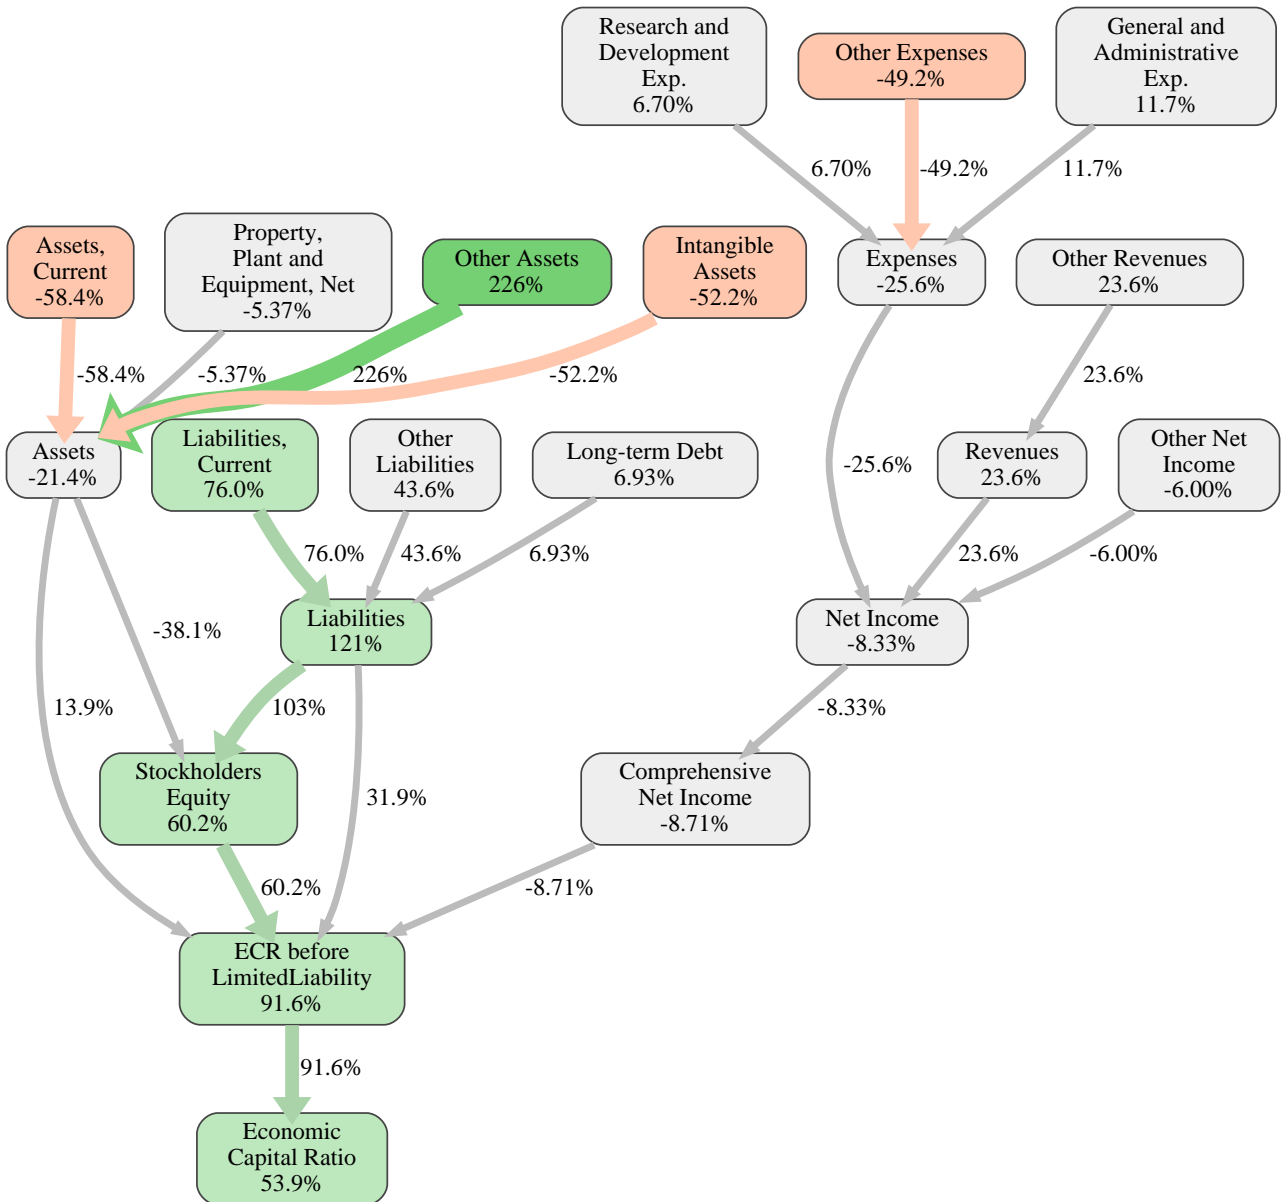 Research and
Development
Exp.
6.70%
Other Expenses
-49.2%
General and
Administrative
Exp.
11.7%
6.70%
-49.2%
11.7%
Assets,
Current
-58.4%
Property,
Plant and
Equipment, Net
-5.37%
Other Assets
226%
Intangible
Assets
-52.2%
Expenses
-25.6%
Other Revenues
23.6%
-58.4%
-5.37%
226%
-52.2%
23.6%
Assets
-21.4%
Liabilities,
Current
76.0%
Other
Liabilities
43.6%
Long-term Debt
6.93%
-25.6%
Revenues
23.6%
Other Net
Income
-6.00%
76.0%
43.6%
6.93%
23.6%
-6.00%
-38.1%
Liabilities
121%
Net Income
-8.33%
13.9%
103%
-8.33%
Stockholders
Equity
60.2%
31.9%
Comprehensive
Net Income
-8.71%
60.2%
-8.71%
ECR before
LimitedLiability
91.6%
91.6%
Economic
Capital Ratio
53.9%